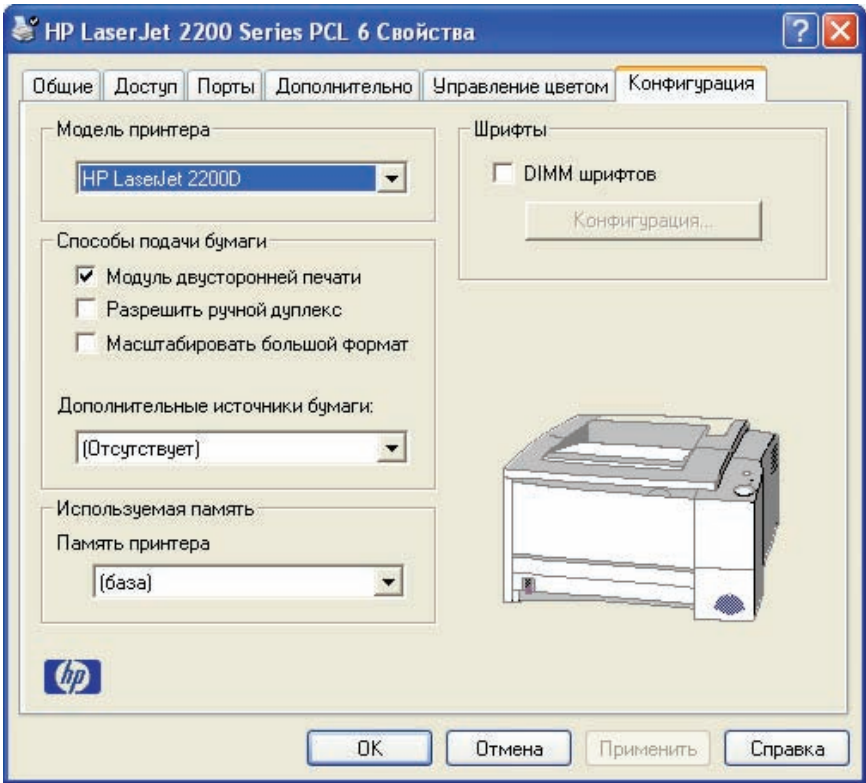 HP LaserJet 2200 Series PCL 6 Свойства
Общие Доступ Порты Дополнительно Управление цветом Конфигурация
Модель принтера
HP LaserJet 2200D
Способы подачи бумаги
Модуль двусторонней печати
Разрешить ручной дуплекс
Масштабировать большой формат
Дополнительные источники бумаги:
(Отсутствует)
Используемая память
Память принтера
(база)
Шрифты
DIMM шрифтов
Конфигурация...
hp
OK Отмена Применить Справка